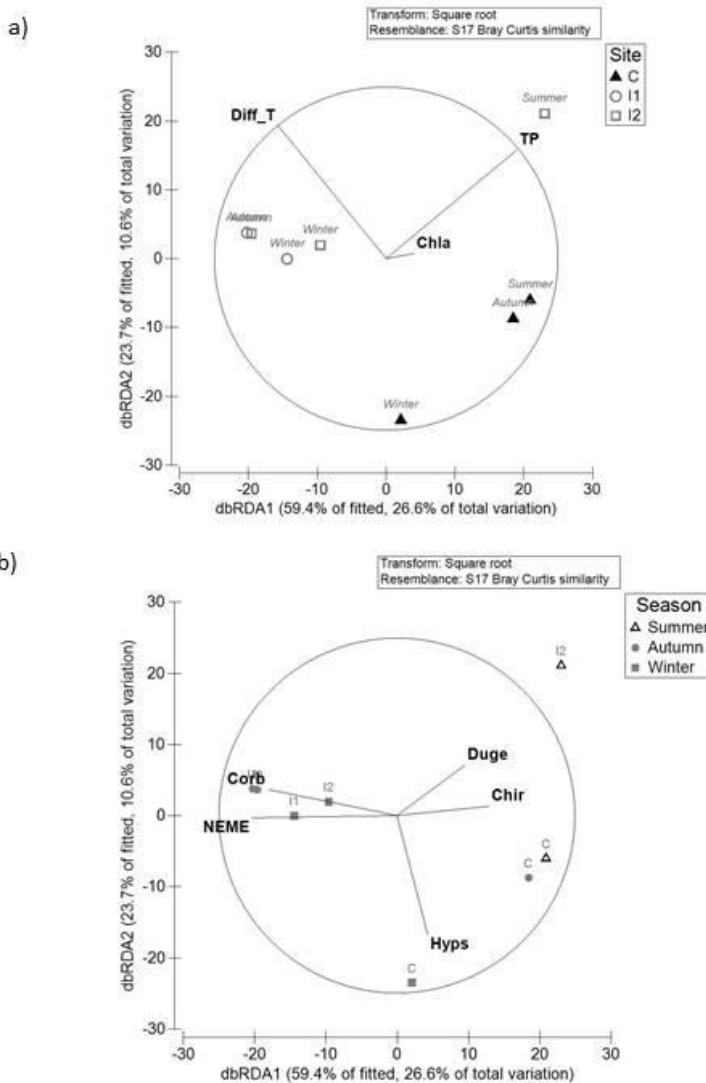 a)
Transform: Square root
Resemblance: S17 Bray Curtis similarity
Site
C
I1
I2
30
20
10
0
-10
-20
-30
dbRDA2 (23.7% of fitted, 10.6% of total variation)
Diff_T
Summer
TP
Autumn
Winter
Winter
Chla
Summer
Autumn
Winter
-30
-20
-10
0
10
20
30
dbRDA1 (59.4% of fitted, 26.6% of total variation)
b)
Transform: Square root
Resemblance: S17 Bray Curtis similarity
Season
Summer
Autumn
Winter
30
20
10
0
-10
-20
-30
dbRDA2 (23.7% of fitted, 10.6% of total variation)
I2
Duge
Corb
I2
Chir
I1
NEME
C
C
Hyps
C
-30
-20
-10
0
10
20
30
dbRDA1 (59.4% of fitted, 26.6% of total variation)